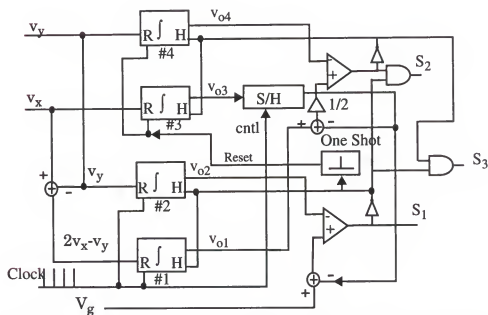 v_y
R ∫ H
#4
v_o4
- +
S_2
v_x
R ∫ H
#3
v_o3
S/H
1/2
cntl
+ -
Reset
One Shot
S_3
+ -
v_y
R ∫ H
#2
v_o2
- +
S_1
2v_x-v_y
R ∫ H
#1
v_o1
Clock
V_g
+ -